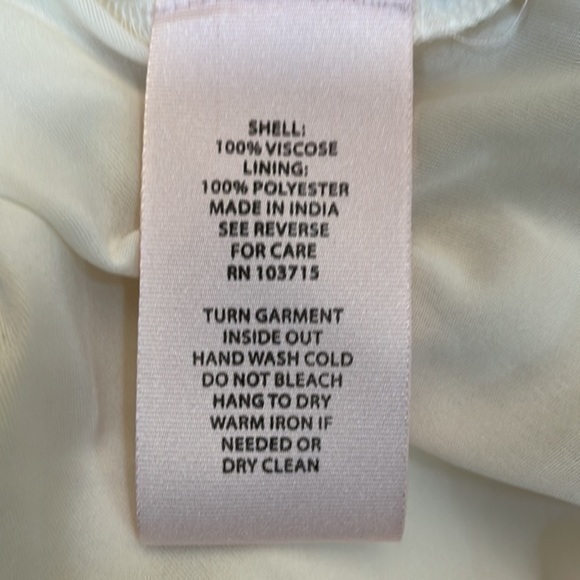 SHELL:
100% VISCOSE
LINING:
100% POLYESTER
MADE IN INDIA
SEE REVERSE
FOR CARE
RN 103715
TURN GARMENT
INSIDE OUT
HAND WASH COLD
DO NOT BLEACH
HANG TO DRY
WARM IRON IF
NEEDED OR
DRY CLEAN